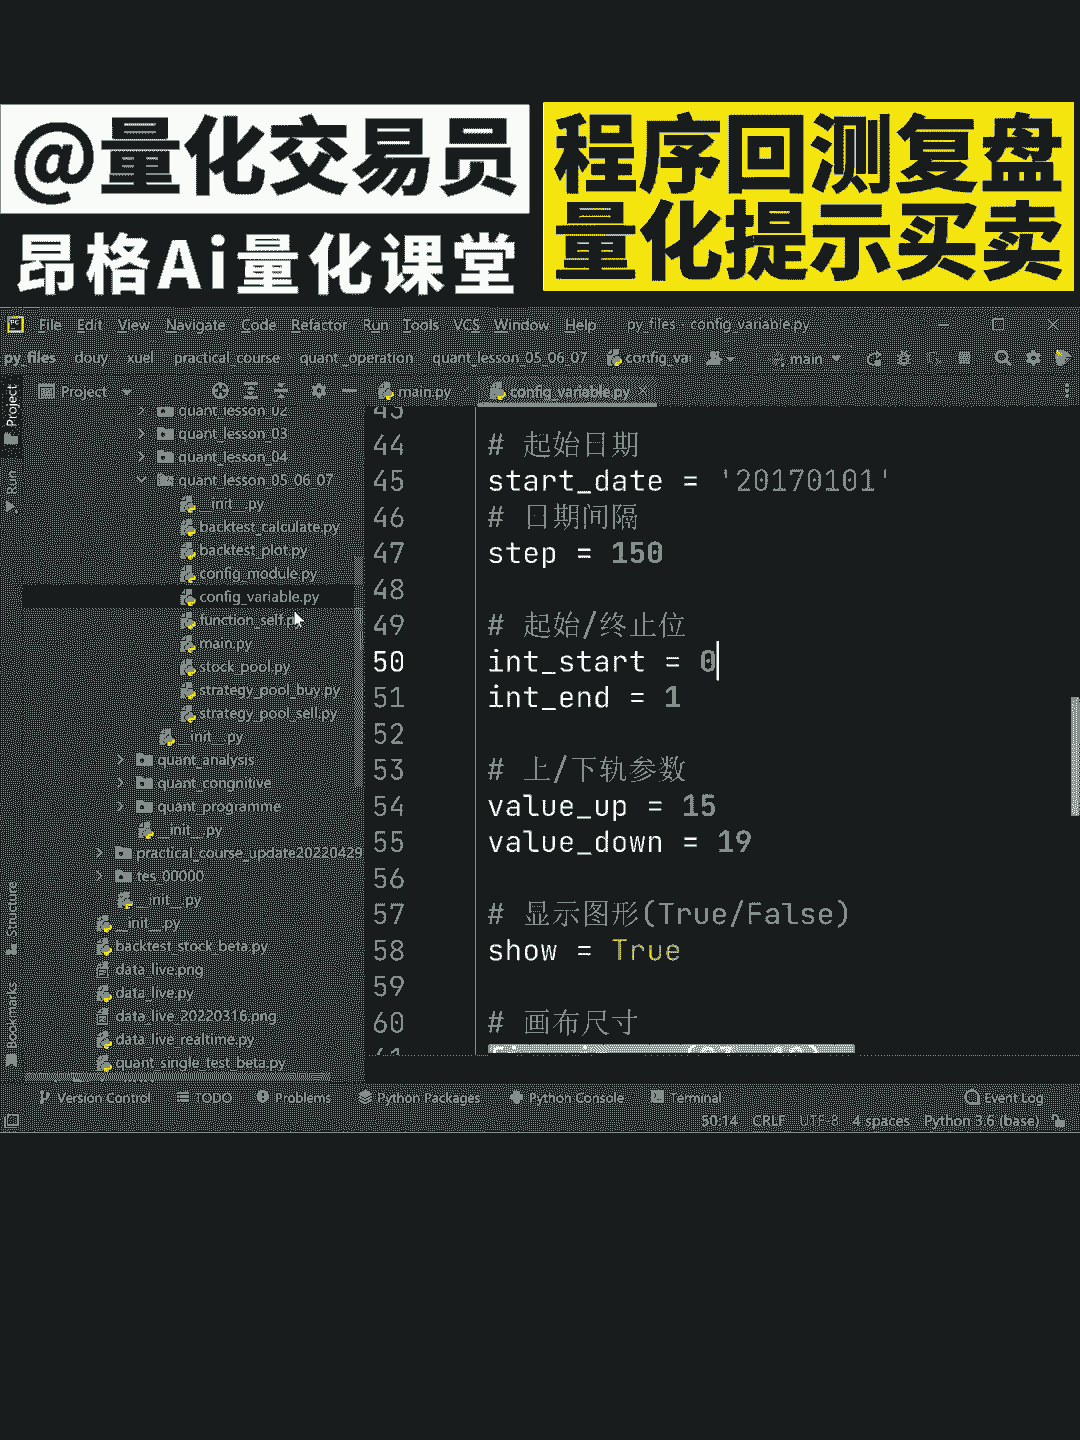 @量化交易员
昂格Ai量化课堂
程序回测复盘
量化提示买卖
File Edit View Navigate Code Refactor Run Tools VCS Window Help py_files config_variable.py
py_files douy xuel practical_course quant_operation quant_lesson_05_06_07 config_var main
Project
main.py config_variable.py
Project
Run
Structure
Bookmarks
quant_lesson_02
quant_lesson_03
quant_lesson_04
quant_lesson_05_06_07
__init__.py
backtest_calculate.py
backtest_plot.py
config_module.py
config_variable.py
function_self.p
main.py
stock_pool.py
strategy_pool_buy.py
strategy_pool_sell.py
__init__.py
quant_analysis
quant_congnitive
quant_programme
__init__.py
practical_course_update20220429
tes_00000
__init__.py
__init__.py
backtest_stock_beta.py
data_live.png
data_live.py
data_live_20220316.png
data_live_realtime.py
quant_single_test_beta.py
43
44 # 起始日期
45 start_date = '20170101'
46 # 日期间隔
47 step = 150
48
49 # 起始/终止位
50 int_start = 0
51 int_end = 1
52
53 # 上/下轨参数
54 value_up = 15
55 value_down = 19
56
57 # 显示图形(True/False)
58 show = True
59
60 # 画布尺寸
Version Control TODO Problems Python Packages Python Console Terminal Event Log
50:14 CRLF UTF-8 4 spaces Python 3.6 (base)